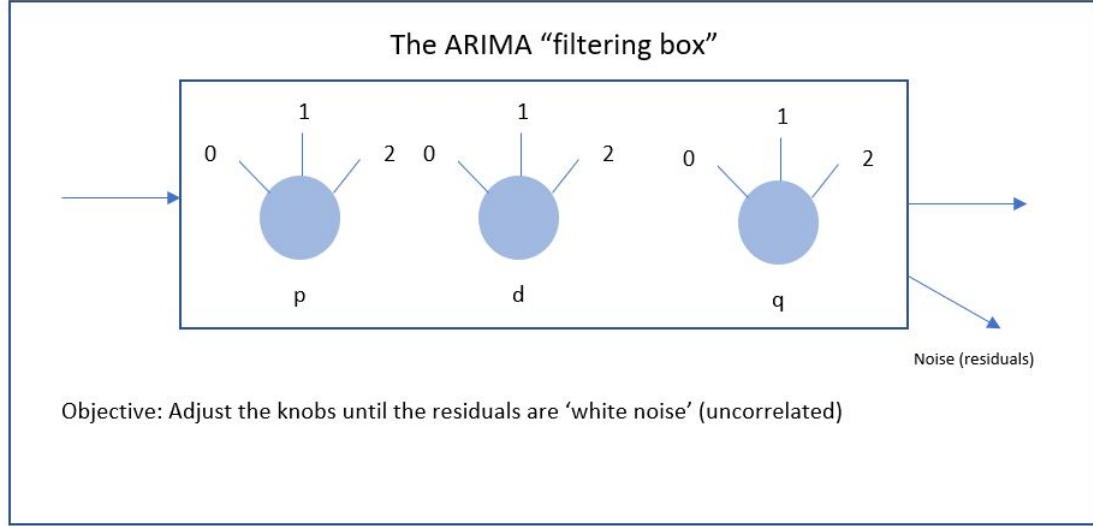 The ARIMA “filtering box”
1
1
1
0
2
0
2
0
2
p
d
q
Noise (residuals)
Objective: Adjust the knobs until the residuals are ‘white noise’ (uncorrelated)